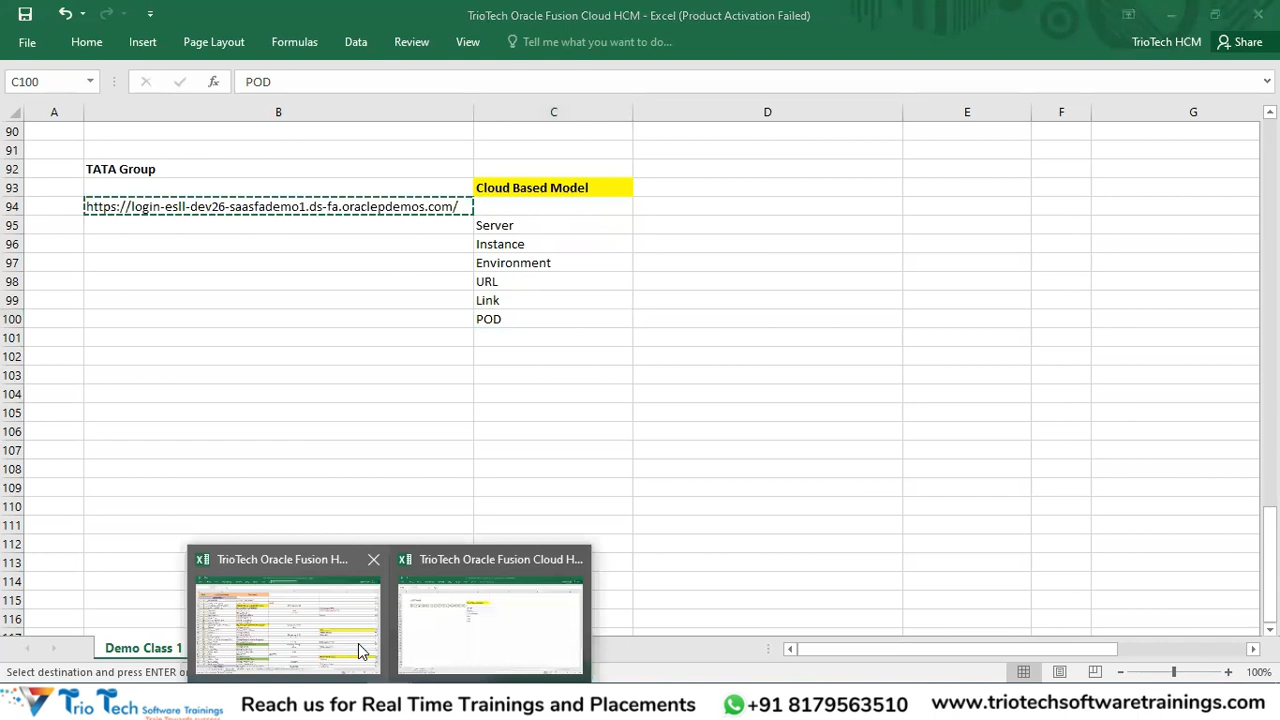 TrioTech Oracle Fusion Cloud HCM - Excel (Product Activation Failed)
File Home Insert Page Layout Formulas Data Review View Tell me what you want to do... TrioTech HCM Share
C100 fx POD
A B C D E F G
90
91
92 TATA Group
93 Cloud Based Model
94 https://login-esll-dev26-saasfademo1.ds-fa.oraclepdemos.com/
95 Server
96 Instance
97 Environment
98 URL
99 Link
100 POD
101
102
103
104
105
106
107
108
109
110
111
112
113
114
115
116
TrioTech Oracle Fusion H... TrioTech Oracle Fusion Cloud H...
Demo Class 1
Select destination and press ENTER or 100%
Trio Tech Software Trainings
Train Towards success
Reach us for Real Time Trainings and Placements +91 8179563510 www.triotechsoftwaretrainings.com